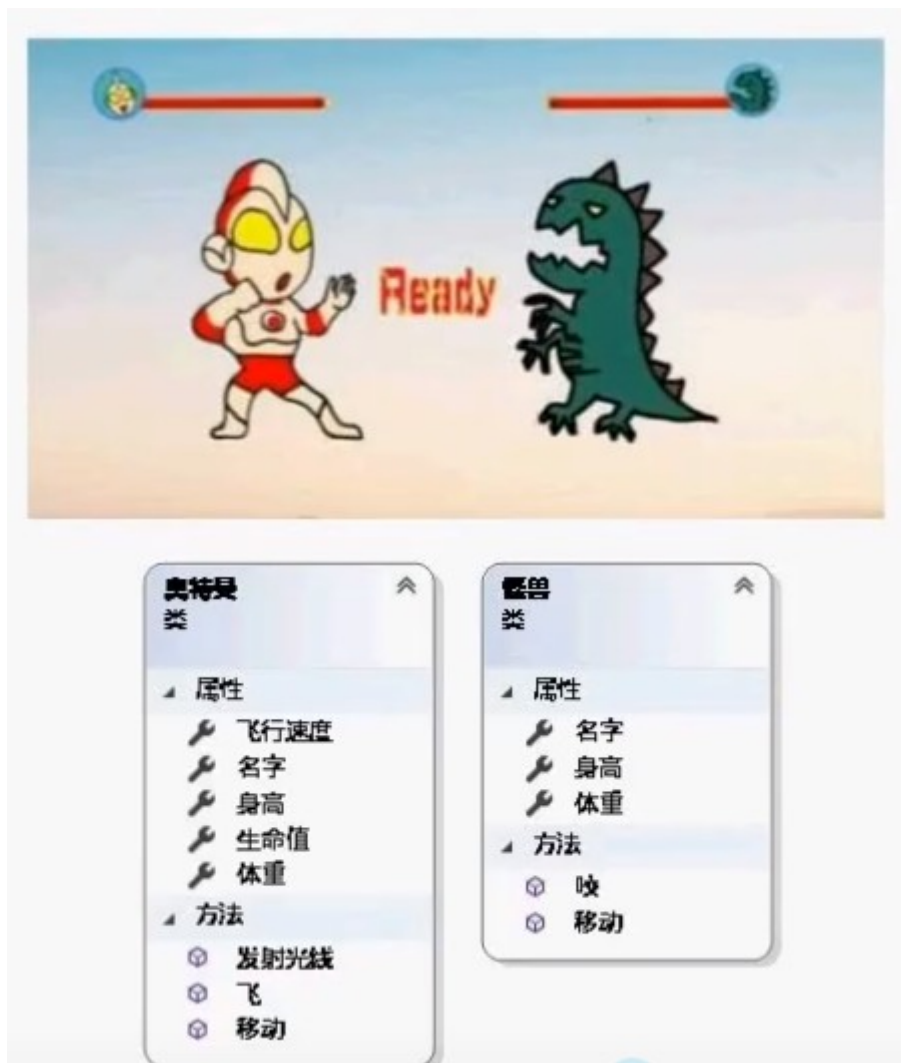 Ready
奥特曼
类
属性
飞行速度
名字
身高
生命值
体重
方法
发射光线
飞
移动
怪兽
类
属性
名字
身高
体重
方法
咬
移动